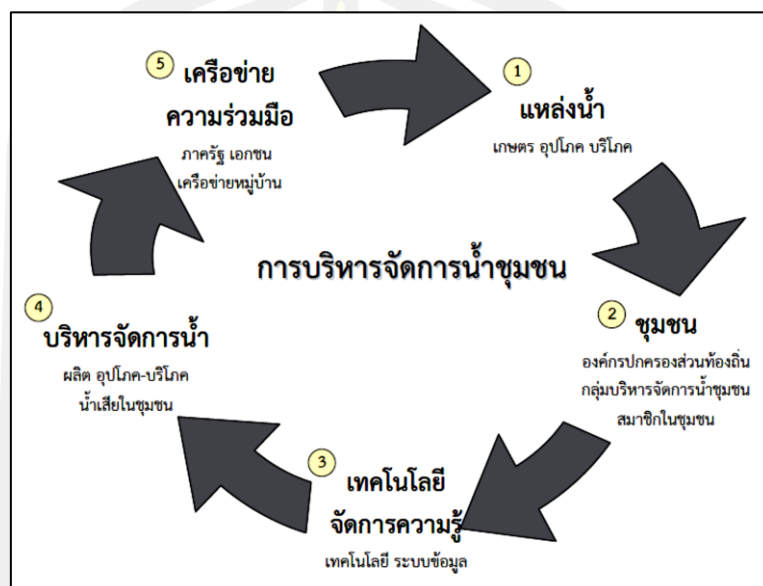 การบริหารจัดการน้ำชุมชน
1
แหล่งน้ำ
เกษตร อุปโภค บริโภค
2
ชุมชน
องค์กรปกครองส่วนท้องถิ่น
กลุ่มบริหารจัดการน้ำชุมชน
สมาชิกในชุมชน
3
เทคโนโลยี
จัดการความรู้
เทคโนโลยี ระบบข้อมูล
4
บริหารจัดการน้ำ
ผลิต อุปโภค-บริโภค
น้ำเสียในชุมชน
5
เครือข่าย
ความร่วมมือ
ภาครัฐ เอกชน
เครือข่ายหมู่บ้าน